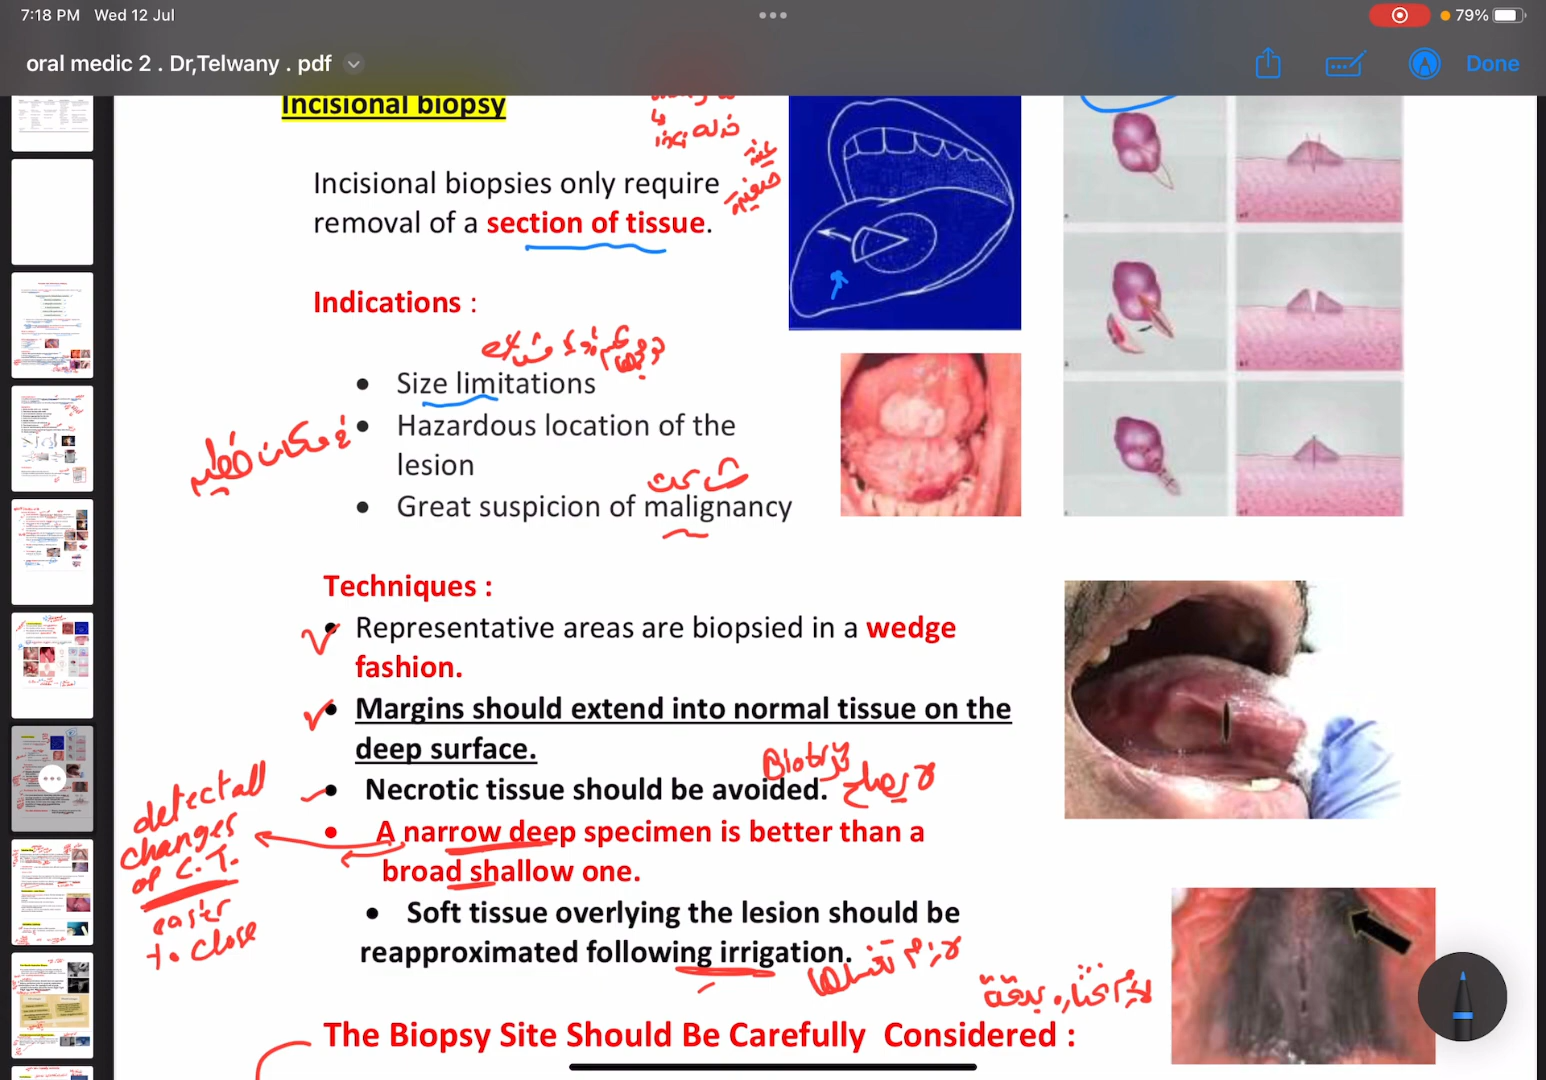 7:18 PM Wed 12 Jul
79%
oral medic 2 . Dr,Telwany . pdf
Done
Incisional biopsy
عينة
صغيرة
Incisional biopsies only require
removal of a section of tissue.
Indications :
Size limitations
Hazardous location of the
lesion
Great suspicion of malignancy
Techniques :
Representative areas are biopsied in a wedge
fashion.
Margins should extend into normal tissue on the
deep surface.
Necrotic tissue should be avoided.
A narrow deep specimen is better than a
broad shallow one.
detect all
changes
of C.T.
easier
to close
Soft tissue overlying the lesion should be
reapproximated following irrigation.
لازم
The Biopsy Site Should Be Carefully Considered :